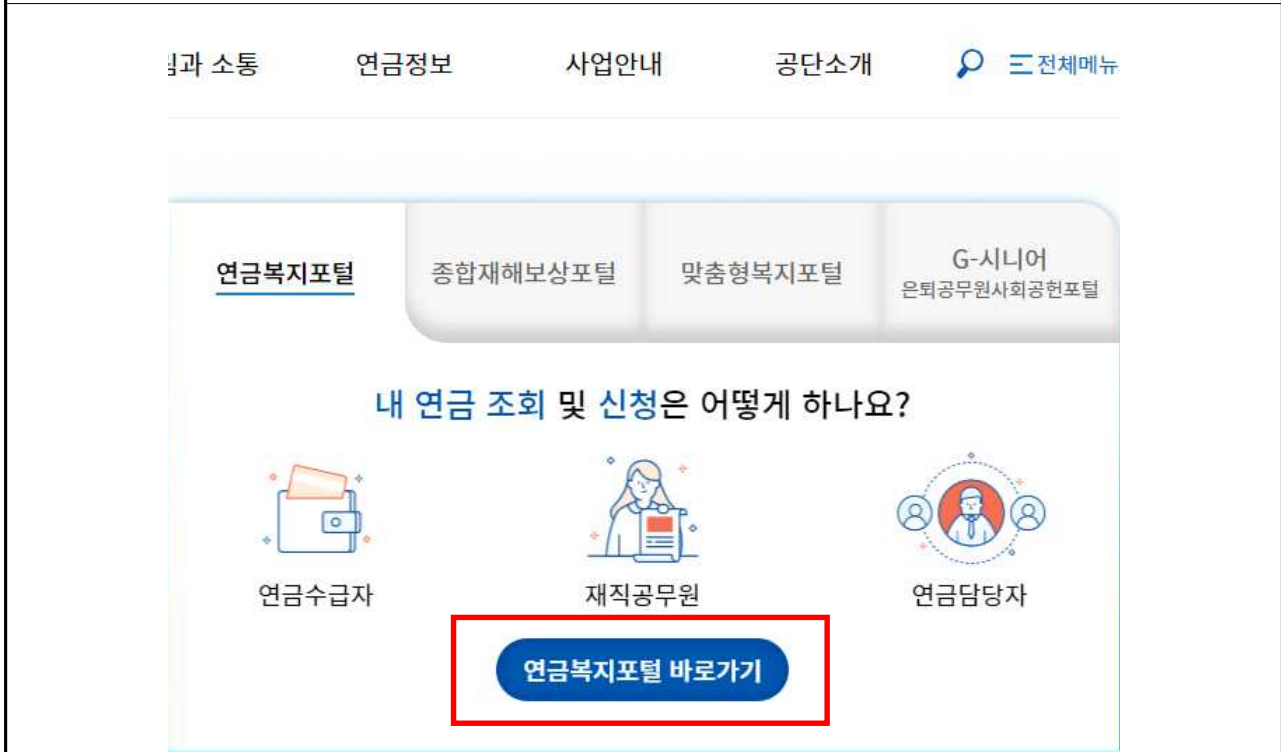 과 소통 연금정보 사업안내 공단소개 전체메뉴
연금복지포털 종합재해보상포털 맞춤형복지포털 G-시니어
은퇴공무원사회공헌포털
내 연금 조회 및 신청은 어떻게 하나요?
연금수급자 재직공무원 연금담당자
연금복지포털 바로가기